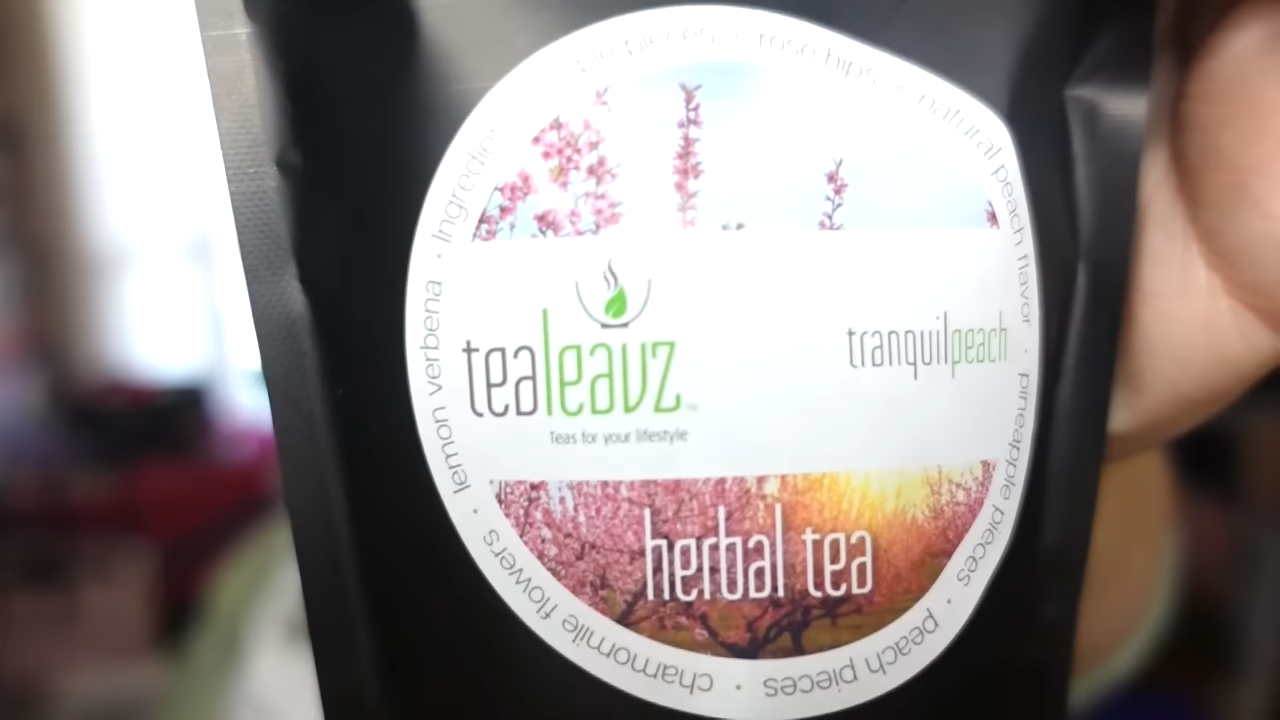 pieces · rose hips · natural peach flavor · pineapple pieces · peach pieces · chamomile flowers · lemon verbena ·
tealeavz
Teas for your lifestyle
tranquilpeach
herbal tea